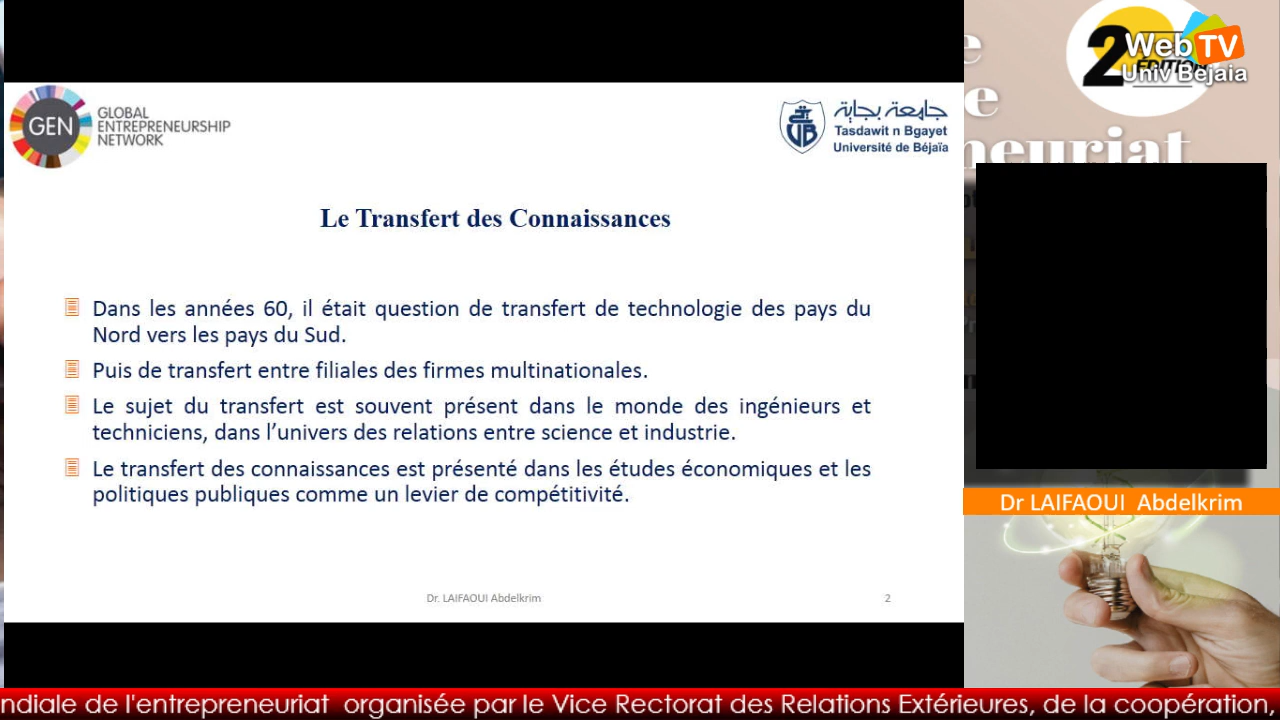 GEN
GLOBAL
ENTREPRENEURSHIP
NETWORK
جامعة بجاية
Tasdawit n Bgayet
Université de Béjaïa
Le Transfert des Connaissances
Dans les années 60, il était question de transfert de technologie des pays du
Nord vers les pays du Sud.
Puis de transfert entre filiales des firmes multinationales.
Le sujet du transfert est souvent présent dans le monde des ingénieurs et
techniciens, dans l’univers des relations entre science et industrie.
Le transfert des connaissances est présenté dans les études économiques et les
politiques publiques comme un levier de compétitivité.
Dr. LAIFAOUI Abdelkrim
2
2
EDITION
Web TV
Univ Bejaia
e
e
neuriat
Dr LAIFAOUI Abdelkrim
ndiale de l'entrepreneuriat organisée par le Vice Rectorat des Relations Extérieures, de la coopération,